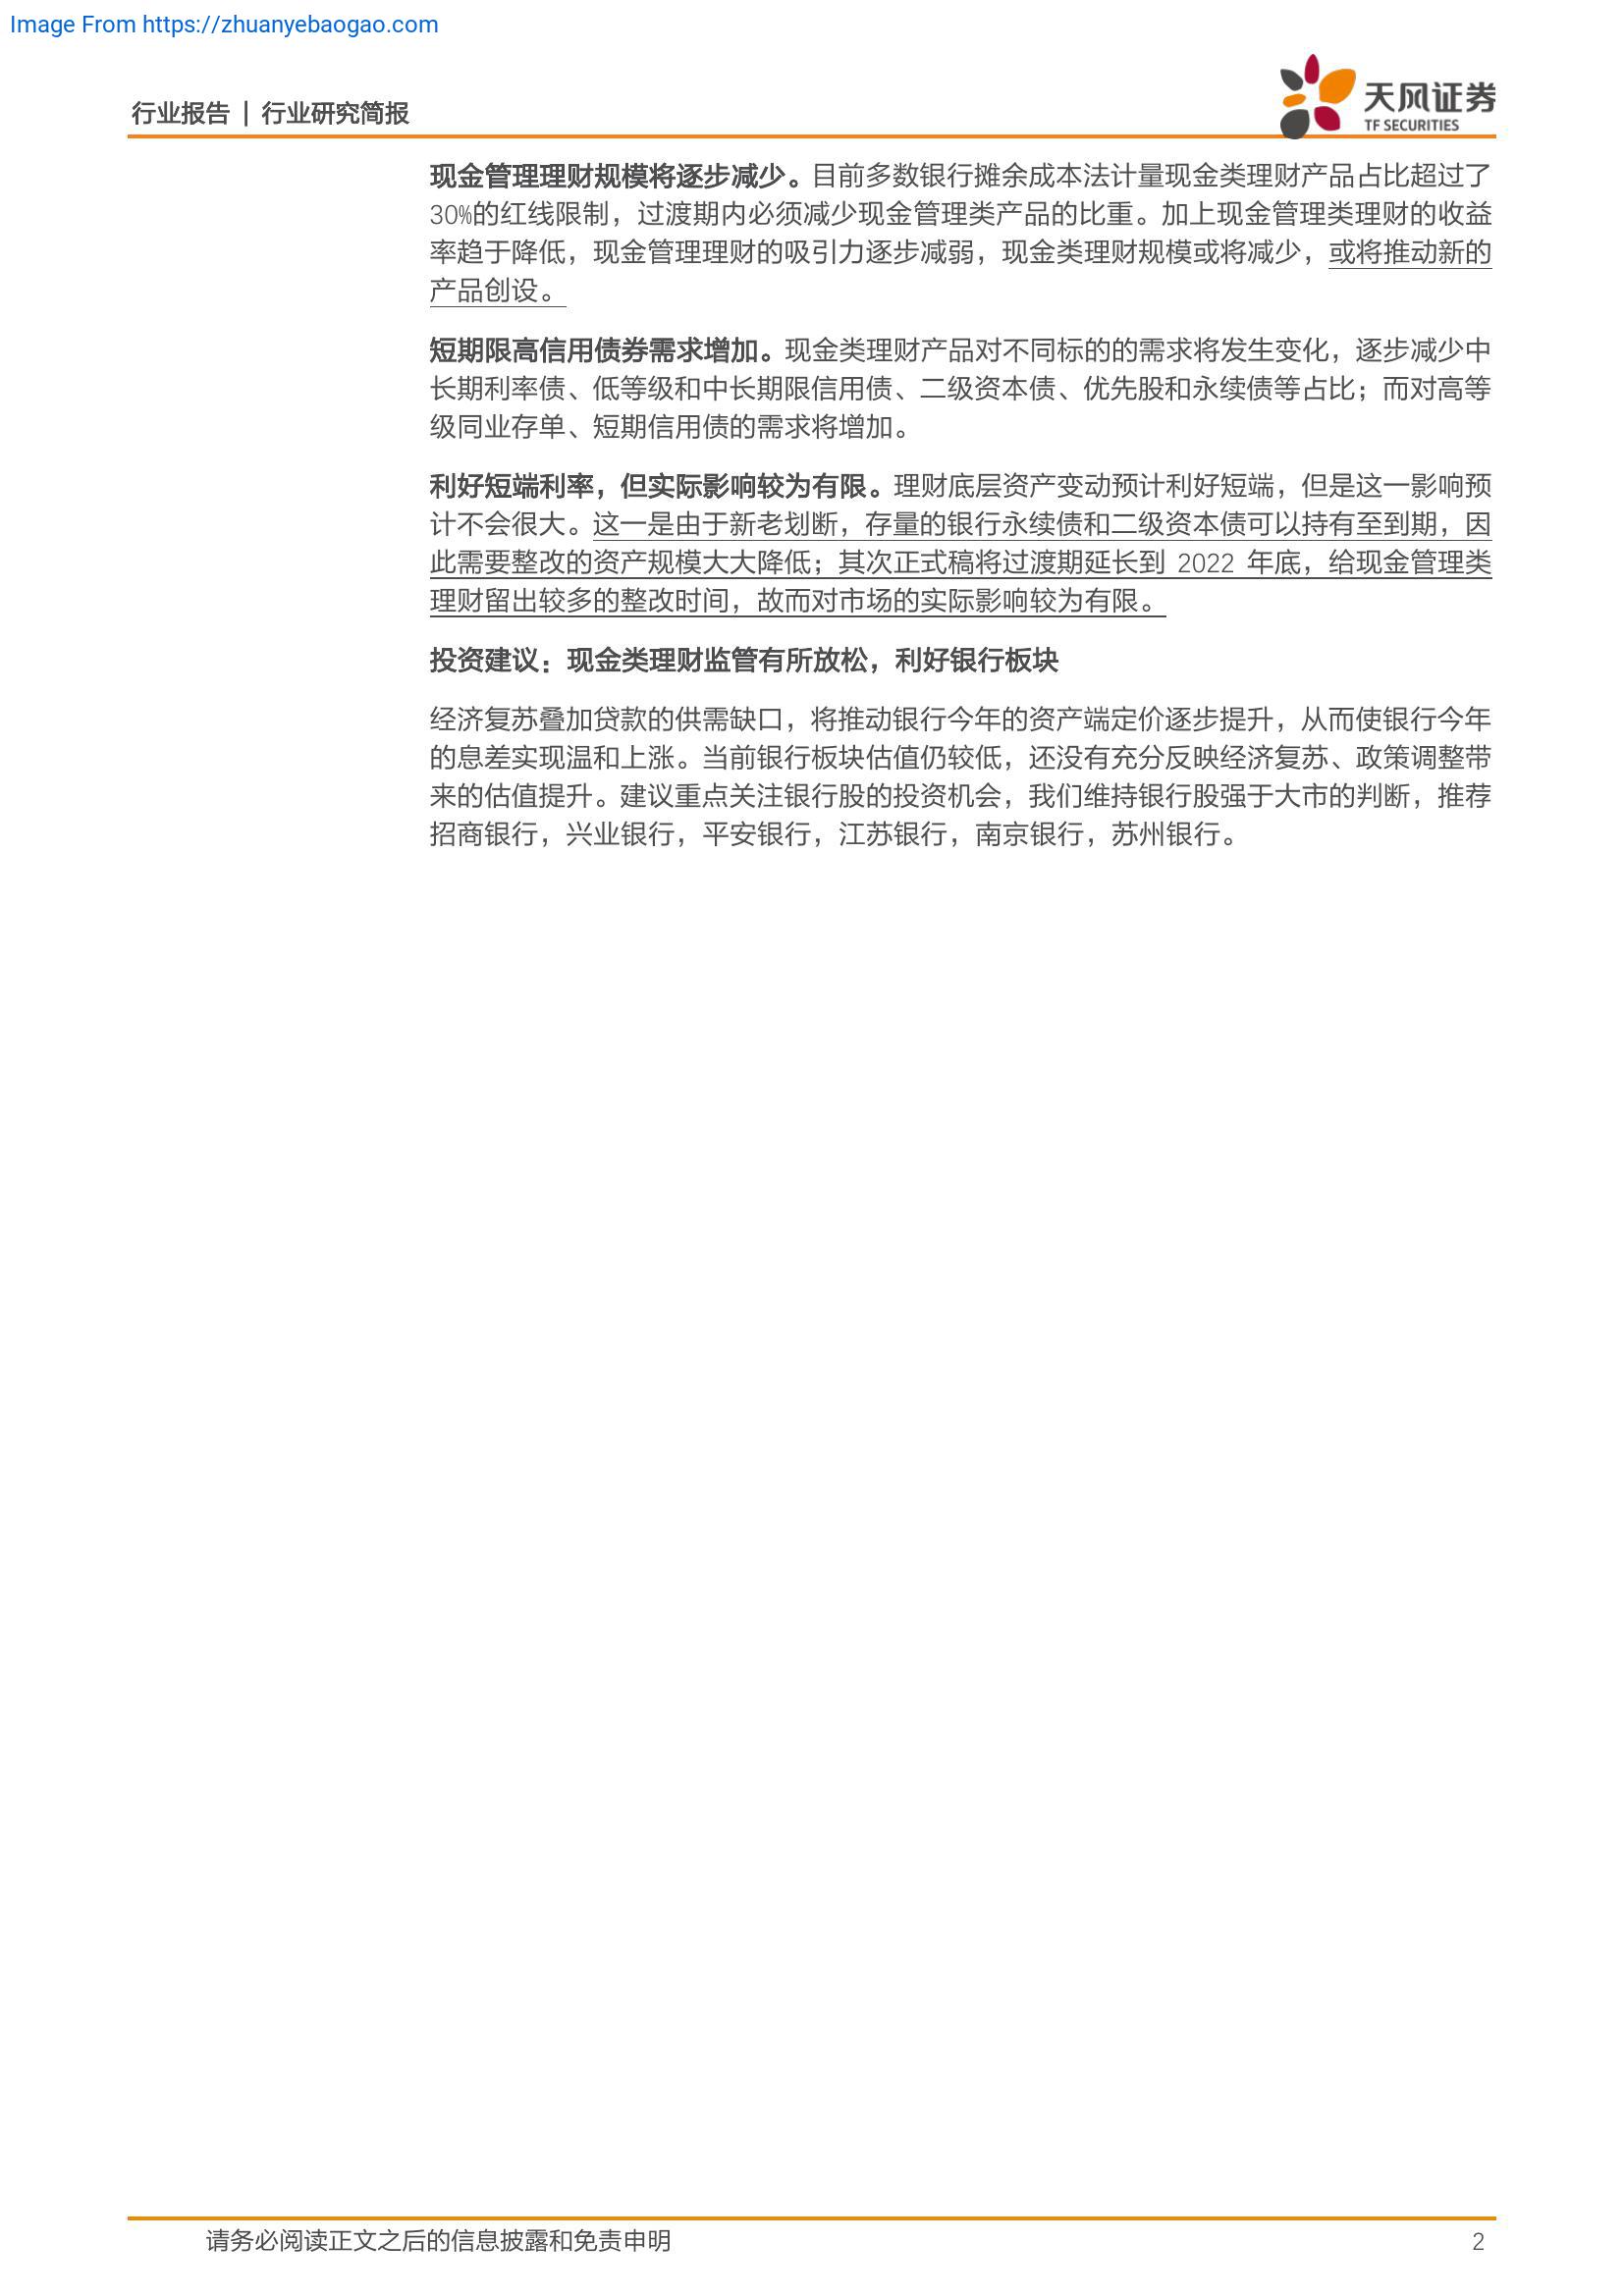 Image From https://zhuanyebaogao.com
行业报告 | 行业研究简报
天风证券
TF SECURITIES
现金管理理财规模将逐步减少。目前多数银行摊余成本法计量现金类理财产品占比超过了
30%的红线限制，过渡期内必须减少现金管理类产品的比重。加上现金管理类理财的收益
率趋于降低，现金管理理财的吸引力逐步减弱，现金类理财规模或将减少，或将推动新的
产品创设。
短期限高信用债券需求增加。现金类理财产品对不同标的的需求将发生变化，逐步减少中
长期利率债、低等级和中长期限信用债、二级资本债、优先股和永续债等占比；而对高等
级同业存单、短期信用债的需求将增加。
利好短端利率，但实际影响较为有限。理财底层资产变动预计利好短端，但是这一影响预
计不会很大。这一是由于新老划断，存量的银行永续债和二级资本债可以持有至到期，因
此需要整改的资产规模大大降低；其次正式稿将过渡期延长到 2022 年底，给现金管理类
理财留出较多的整改时间，故而对市场的实际影响较为有限。
投资建议：现金类理财监管有所放松，利好银行板块
经济复苏叠加贷款的供需缺口，将推动银行今年的资产端定价逐步提升，从而使银行今年
的息差实现温和上涨。当前银行板块估值仍较低，还没有充分反映经济复苏、政策调整带
来的估值提升。建议重点关注银行股的投资机会，我们维持银行股强于大市的判断，推荐
招商银行，兴业银行，平安银行，江苏银行，南京银行，苏州银行。
请务必阅读正文之后的信息披露和免责申明
2